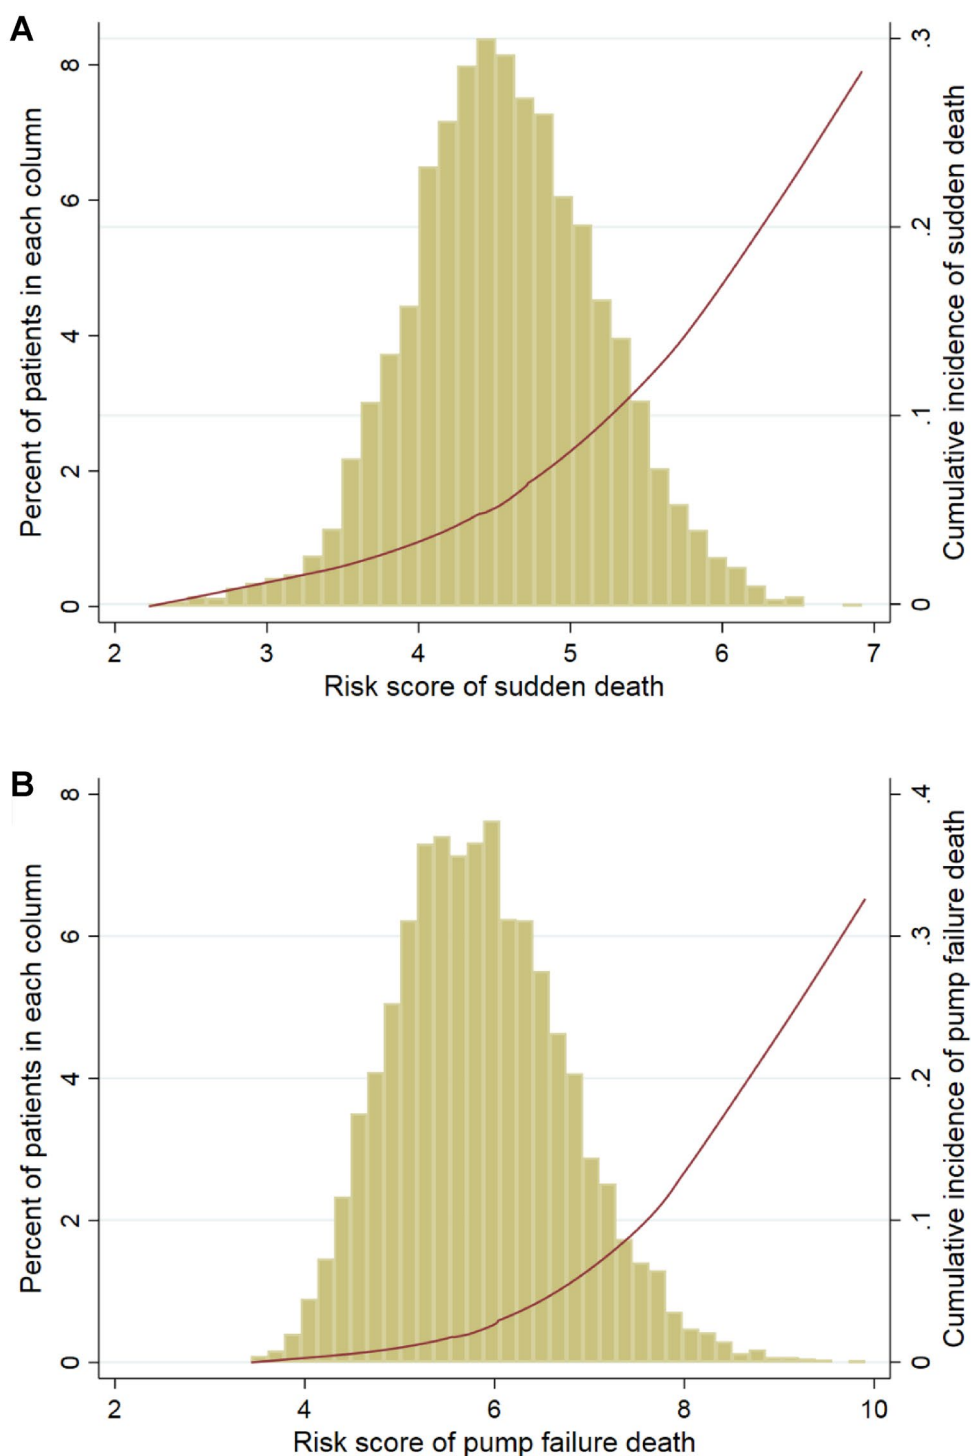 A
Percent of patients in each column
8
6
4
2
0
.3
.2
.1
0
Cumulative incidence of sudden death
2 3 4 5 6 7
Risk score of sudden death
B
Percent of patients in each column
8
6
4
2
0
.4
.3
.2
.1
0
Cumulative incidence of pump failure death
2 4 6 8 10
Risk score of pump failure death